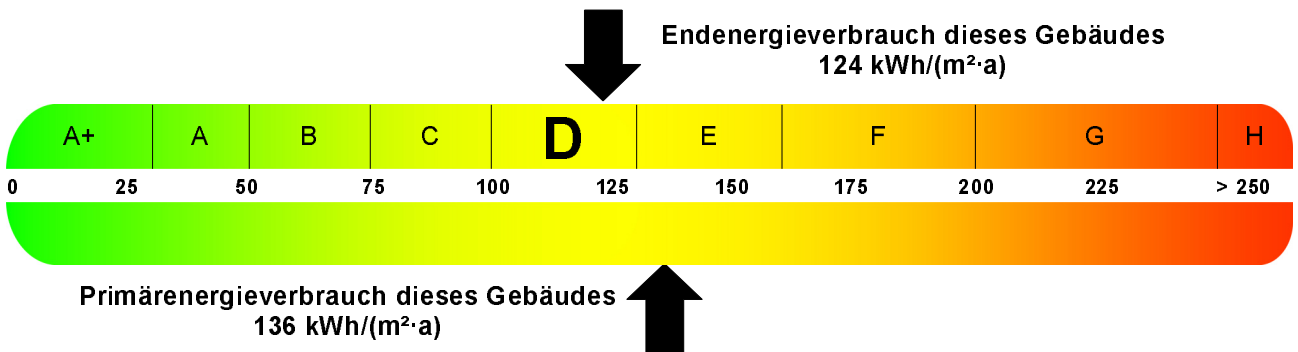 Endenergieverbrauch dieses Gebäudes
124 kWh/(m²·a)
A+ A B C D E F G H
0 25 50 75 100 125 150 175 200 225 > 250
Primärenergieverbrauch dieses Gebäudes
136 kWh/(m²·a)